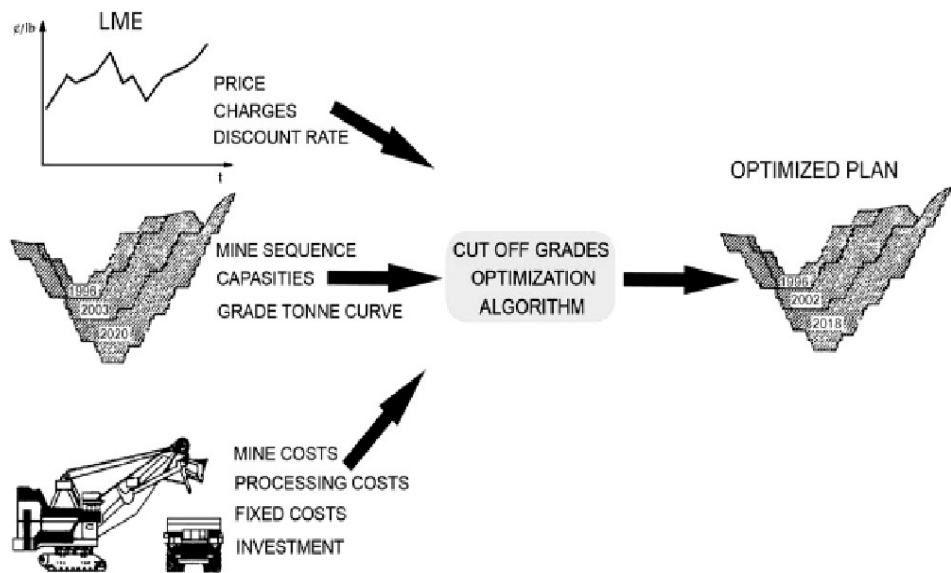 LME
¢/lb
t
PRICE
CHARGES
DISCOUNT RATE
OPTIMIZED PLAN
1996
2003
2020
MINE SEQUENCE
CAPASITIES
GRADE TONNE CURVE
CUT OFF GRADES
OPTIMIZATION
ALGORITHM
1996
2002
2018
MINE COSTS
PROCESSING COSTS
FIXED COSTS
INVESTMENT